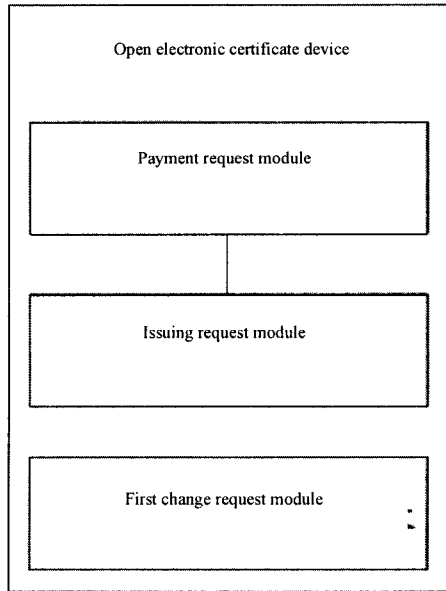 Open electronic certificate device
Payment request module
Issuing request module
First change request module